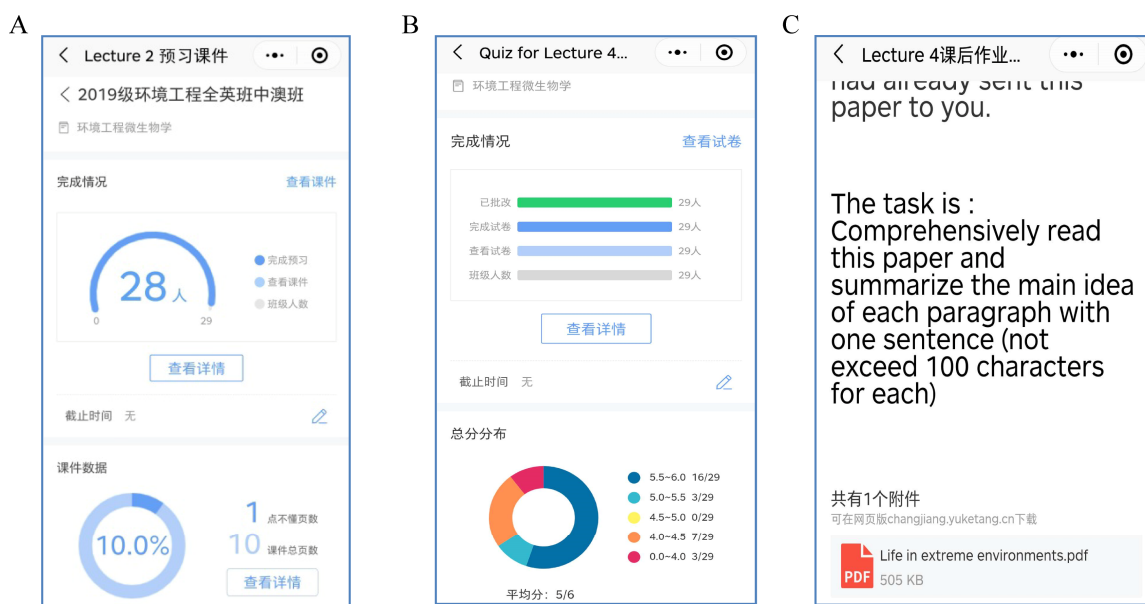 A
Lecture 2 预习课件
2019级环境工程全英班中澳班
环境工程微生物学
完成情况
查看课件
28人
0
29
完成预习
查看课件
班级人数
查看详情
截止时间 无
课件数据
10.0%
1 点不懂页数
10 课件总页数
查看详情
B
Quiz for Lecture 4...
环境工程微生物学
完成情况
查看试卷
已批改 29人
完成试卷 29人
查看试卷 29人
班级人数 29人
查看详情
截止时间 无
总分分布
5.5~6.0 16/29
5.0~5.5 3/29
4.5~5.0 0/29
4.0~4.5 7/29
0.0~4.0 3/29
平均分: 5/6
C
Lecture 4课后作业...
had already sent this
paper to you.
The task is :
Comprehensively read
this paper and
summarize the main idea
of each paragraph with
one sentence (not
exceed 100 characters
for each)
共有1个附件
可在网页版changjiang.yuketang.cn下载
Life in extreme environments.pdf
PDF
505 KB